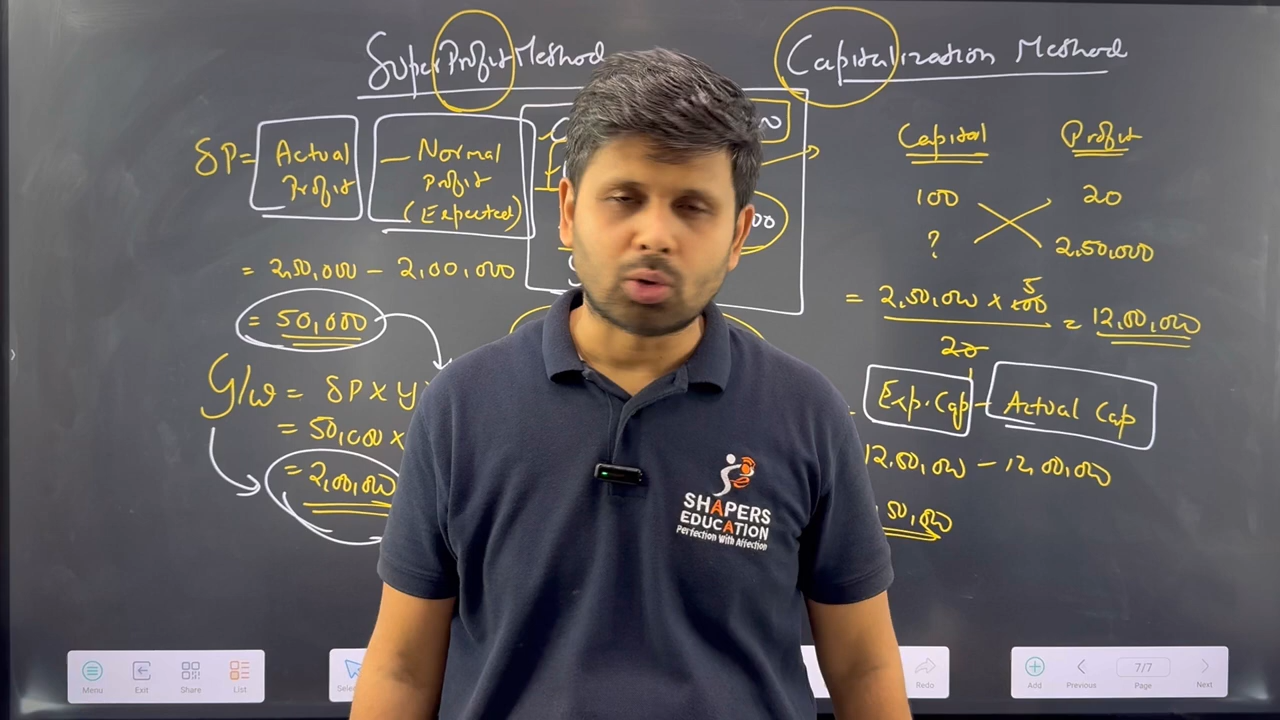 Super Profit Method
SP = Actual Profit - Normal Profit (Expected)
= 2,50,000 - 2,00,000
= 50,000
G/w = SP X Y
= 50,000 X
= 2,00,000
Capitalization Method
Capital Profit
100 20
? 2,50,000
= 2,50,000 x 100 5 = 12,50,000
20
1
Exp. Cap - Actual Cap
12,50,000 - 12,00,000
50,000
SHAPERS
EDUCATION
Perfection With Affection
Menu Exit Share List
Redo
Add Previous 7/7 Page Next